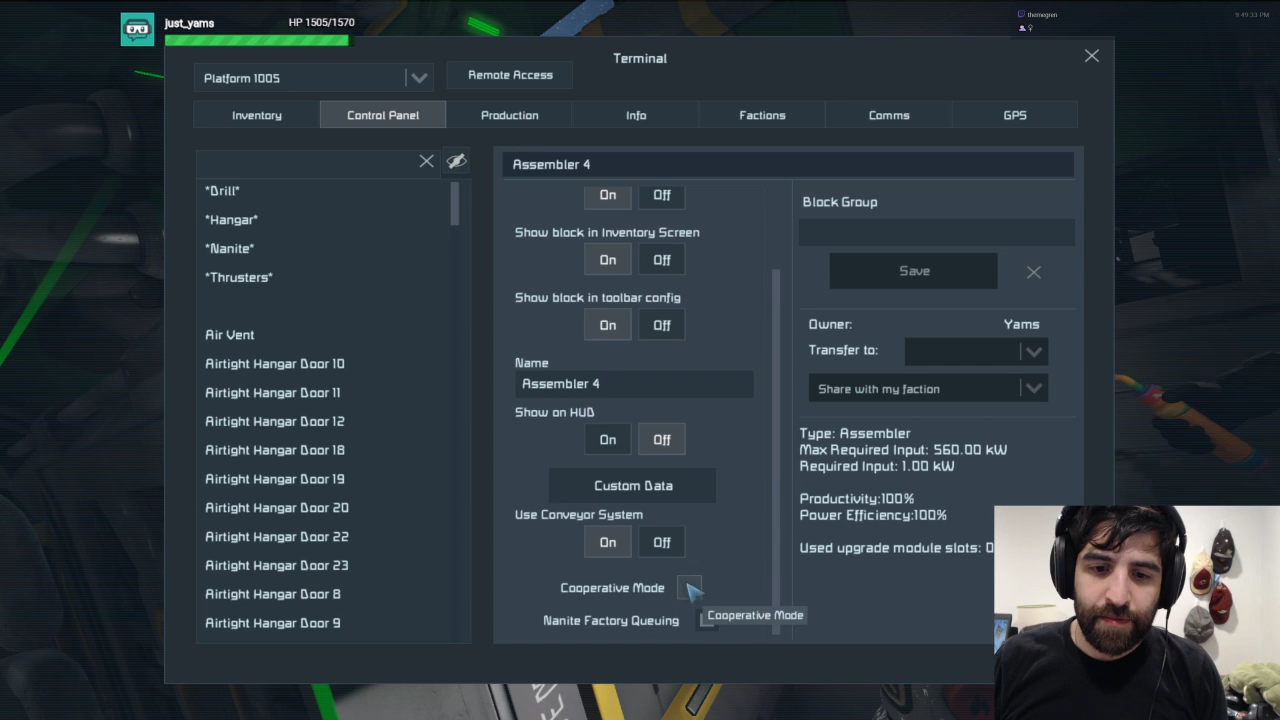 just_yams
HP 1505/1570
themegren
9:49:33 PM
Terminal
Platform 1005
Remote Access
Inventory
Control Panel
Production
Info
Factions
Comms
GPS
*Drill*
*Hangar*
*Nanite*
*Thrusters*
Air Vent
Airtight Hangar Door 10
Airtight Hangar Door 11
Airtight Hangar Door 12
Airtight Hangar Door 18
Airtight Hangar Door 19
Airtight Hangar Door 20
Airtight Hangar Door 22
Airtight Hangar Door 23
Airtight Hangar Door 8
Airtight Hangar Door 9
Assembler 4
On Off
Show block in Inventory Screen
On Off
Show block in toolbar config
On Off
Name
Assembler 4
Show on HUD
On Off
Custom Data
Use Conveyor System
On Off
Cooperative Mode
Cooperative Mode
Nanite Factory Queuing
Block Group
Save
Owner: Yams
Transfer to:
Share with my faction
Type: Assembler
Max Required Input: 560.00 kW
Required Input: 1.00 kW
Productivity:100%
Power Efficiency:100%
Used upgrade module slots: 0